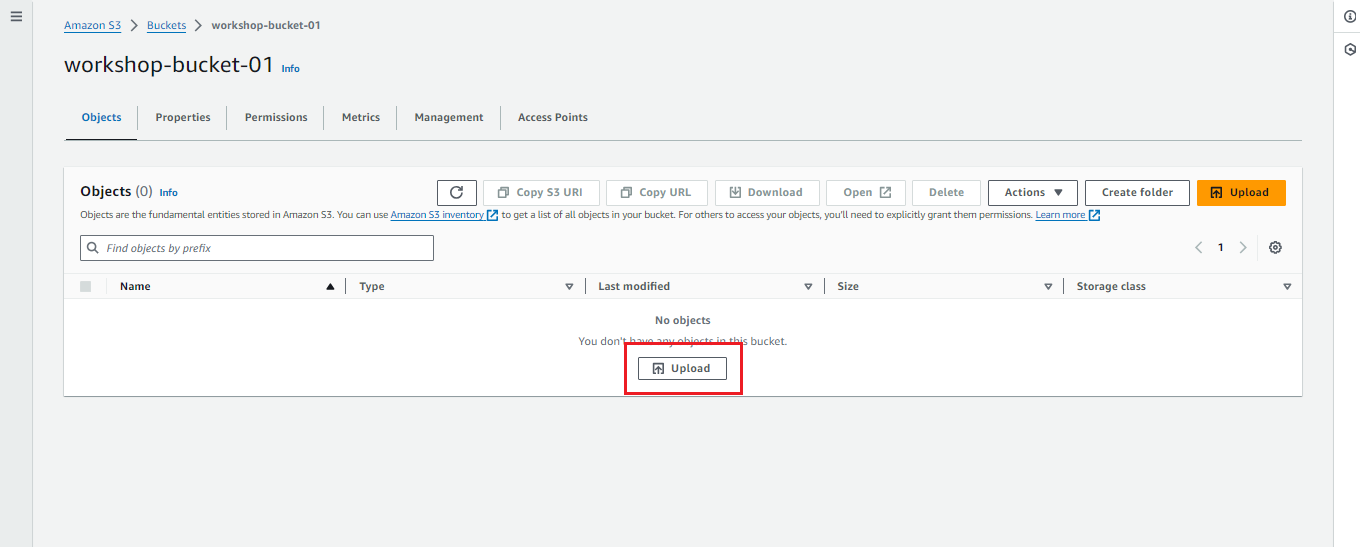 Amazon S3 > Buckets > workshop-bucket-01
workshop-bucket-01 Info
Objects Properties Permissions Metrics Management Access Points
Objects (0) Info
Copy S3 URI Copy URL Download Open Delete Actions Create folder Upload
Objects are the fundamental entities stored in Amazon S3. You can use Amazon S3 inventory to get a list of all objects in your bucket. For others to access your objects, you'll need to explicitly grant them permissions. Learn more
Find objects by prefix
1
Name Type Last modified Size Storage class
No objects
You don't have any objects in this bucket.
Upload